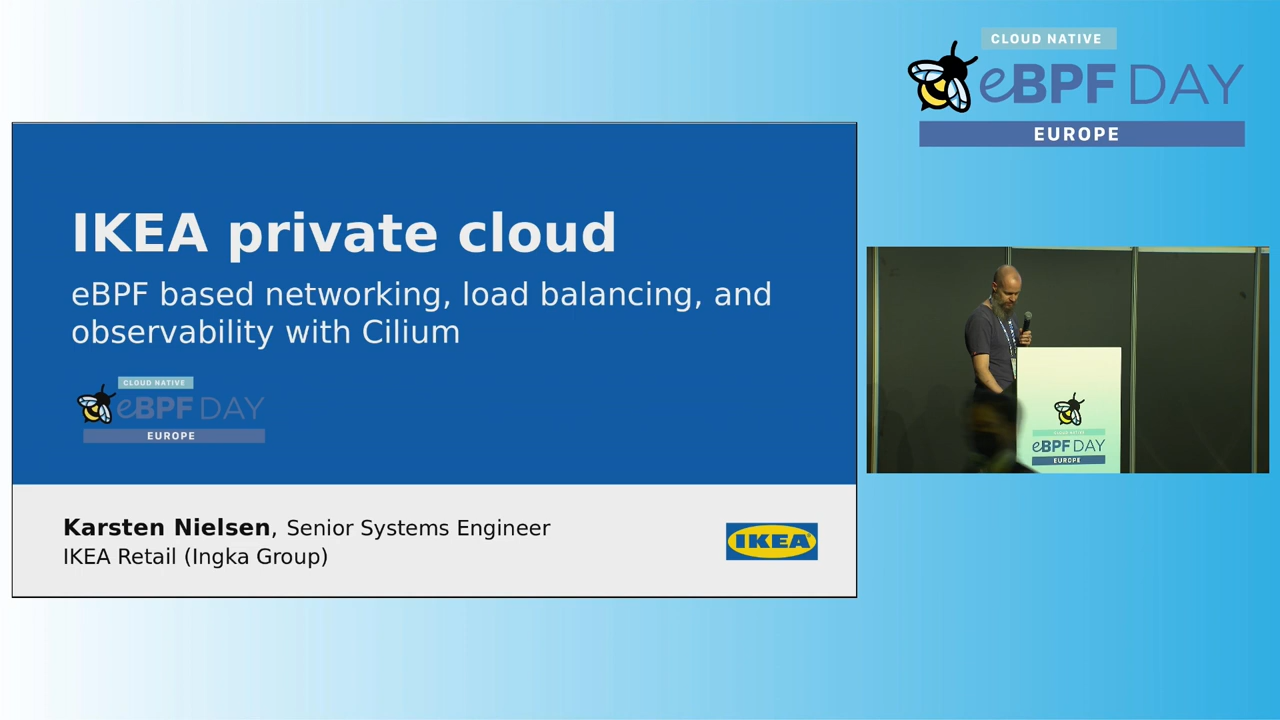 CLOUD NATIVE
eBPF DAY
EUROPE
IKEA private cloud
eBPF based networking, load balancing, and
observability with Cilium
CLOUD NATIVE
eBPF DAY
EUROPE
Karsten Nielsen, Senior Systems Engineer
IKEA Retail (Ingka Group)
IKEA
eBPF DAY
EUROPE